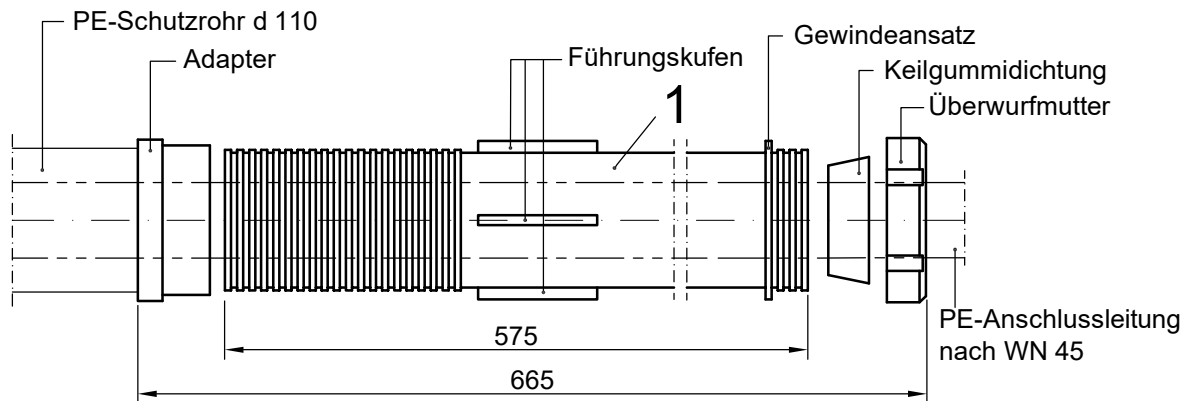 PE-Schutzrohr d 110
Adapter
Führungskufen
1
Gewindeansatz
Keilgummidichtung
Überwurfmutter
PE-Anschlussleitung
nach WN 45
575
665